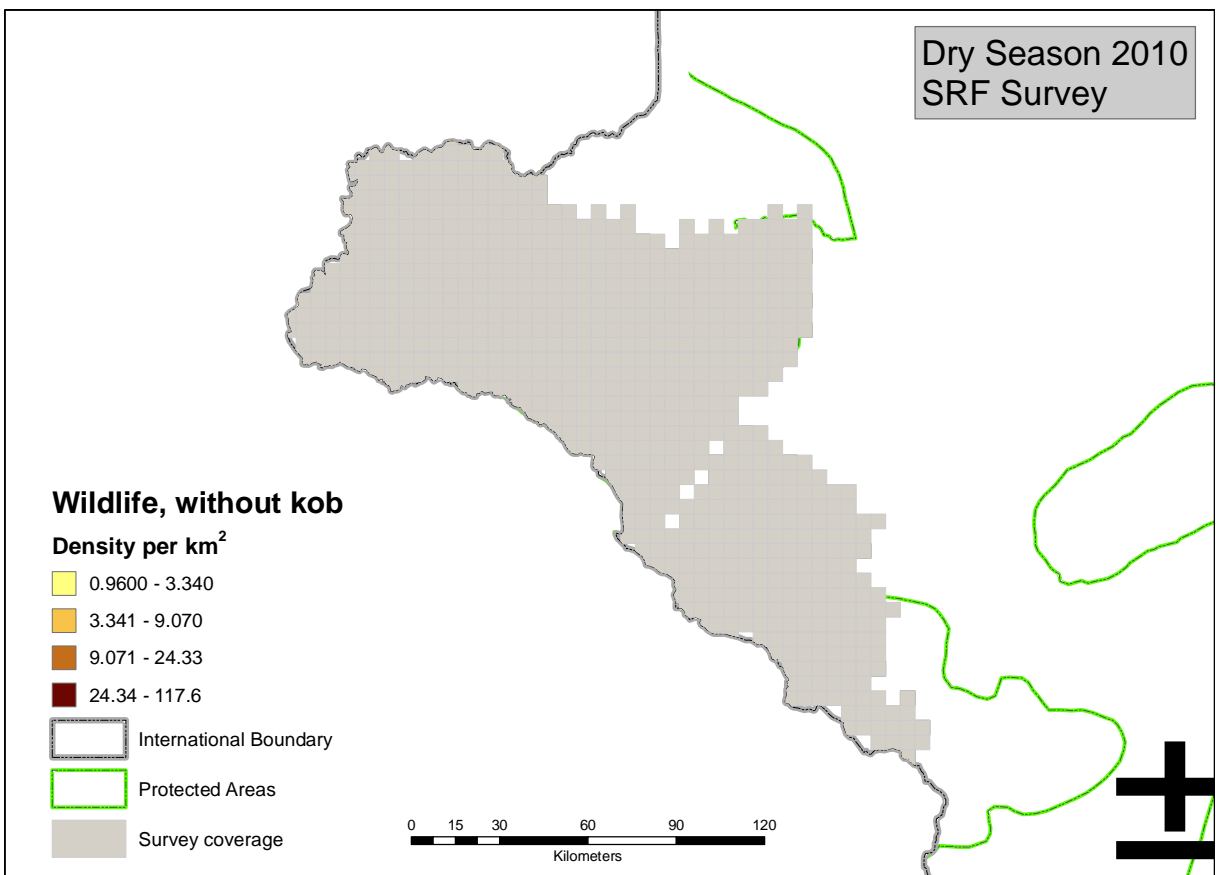 Dry Season 2010
SRF Survey
Wildlife, without kob
Density per km²
0.9600 - 3.340
3.341 - 9.070
9.071 - 24.33
24.34 - 117.6
International Boundary
Protected Areas
Survey coverage
0 15 30 60 90 120
Kilometers